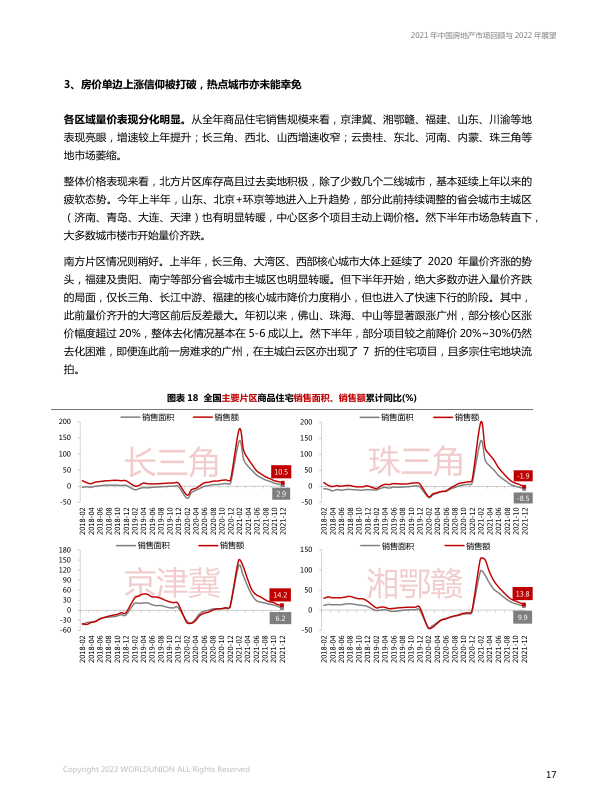 2021 年中国房地产市场回顾与 2022 年展望
3、房价单边上涨信仰被打破，热点城市亦未能幸免
各区域量价表现分化明显。从全年商品住宅销售规模来看，京津冀、湘鄂赣、福建、山东、川渝等地
表现亮眼，增速较上年提升；长三角、西北、山西增速收窄；云贵桂、东北、河南、内蒙、珠三角等
地市场萎缩。
整体价格表现来看，北方片区库存高且过去卖地积极，除了少数几个二线城市，基本延续上年以来的
疲软态势。今年上半年，山东、北京+环京等地进入上升趋势，部分此前持续调整的省会城市主城区
（济南、青岛、大连、天津）也有明显转暖，中心区多个项目主动上调价格。然下半年市场急转直下，
大多数城市楼市开始量价齐跌。
南方片区情况则稍好。上半年，长三角、大湾区、西部核心城市大体上延续了 2020 年量价齐涨的势
头，福建及贵阳、南宁等部分省会城市主城区也明显转暖。但下半年开始，绝大多数亦进入量价齐跌
的局面，仅长三角、长江中游、福建的核心城市降价力度稍小，但也进入了快速下行的阶段。其中，
此前量价齐升的大湾区前后反差最大。年初以来，佛山、珠海、中山等显著跟涨广州，部分核心区涨
价幅度超过 20%，整体去化情况基本在 5-6 成以上。然下半年，部分项目较之前降价 20%~30%仍然
去化困难，即便连此前一房难求的广州，在主城白云区亦出现了 7 折的住宅项目，且多宗住宅地块流
拍。
图表 18 全国主要片区商品住宅销售面积、销售额累计同比(%)
销售面积 销售额
长三角
200
150
100
50
0
-50
10.5
2.9
2018-02 2018-04 2018-06 2018-08 2018-10 2018-12 2019-02 2019-04 2019-06 2019-08 2019-10 2019-12 2020-02 2020-04 2020-06 2020-08 2020-10 2020-12 2021-02 2021-04 2021-06 2021-08 2021-10 2021-12
销售面积 销售额
珠三角
200
150
100
50
0
-50
-1.9
-8.5
2018-02 2018-04 2018-06 2018-08 2018-10 2018-12 2019-02 2019-04 2019-06 2019-08 2019-10 2019-12 2020-02 2020-04 2020-06 2020-08 2020-10 2020-12 2021-02 2021-04 2021-06 2021-08 2021-10 2021-12
销售面积 销售额
京津冀
180
150
120
90
60
30
0
-30
-60
14.2
6.2
2018-02 2018-04 2018-06 2018-08 2018-10 2018-12 2019-02 2019-04 2019-06 2019-08 2019-10 2019-12 2020-02 2020-04 2020-06 2020-08 2020-10 2020-12 2021-02 2021-04 2021-06 2021-08 2021-10 2021-12
销售面积 销售额
湘鄂赣
150
100
50
0
-50
13.8
9.9
2018-02 2018-04 2018-06 2018-08 2018-10 2018-12 2019-02 2019-04 2019-06 2019-08 2019-10 2019-12 2020-02 2020-04 2020-06 2020-08 2020-10 2020-12 2021-02 2021-04 2021-06 2021-08 2021-10 2021-12
Copyright 2022 WORLDUNION ALL Rights Reserved
17